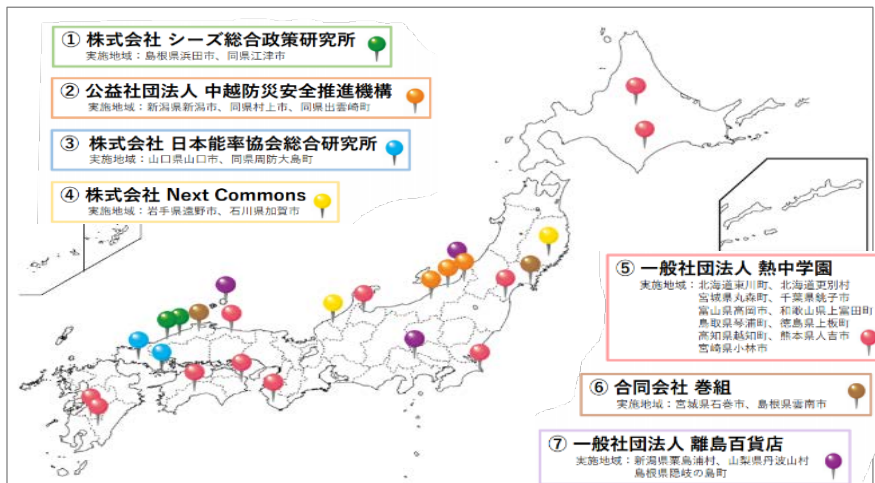 ① 株式会社 シーズ総合政策研究所
実施地域：島根県浜田市、同県江津市
② 公益社団法人 中越防災安全推進機構
実施地域：新潟県新潟市、同県村上市、同県出雲崎町
③ 株式会社 日本能率協会総合研究所
実施地域：山口県山口市、同県周防大島町
④ 株式会社 Next Commons
実施地域：岩手県遠野市、石川県加賀市
⑤ 一般社団法人 熱中学園
実施地域：北海道東川町、北海道更別村
宮城県丸森町、千葉県銚子市
富山県高岡市、和歌山県上富田町
鳥取県琴浦町、徳島県上板町
高知県越知町、熊本県人吉市
宮崎県小林市
⑥ 合同会社 巻組
実施地域：宮城県石巻市、島根県雲南市
⑦ 一般社団法人 離島百貨店
実施地域：新潟県粟島浦村、山梨県丹波山村
島根県隠岐の島町